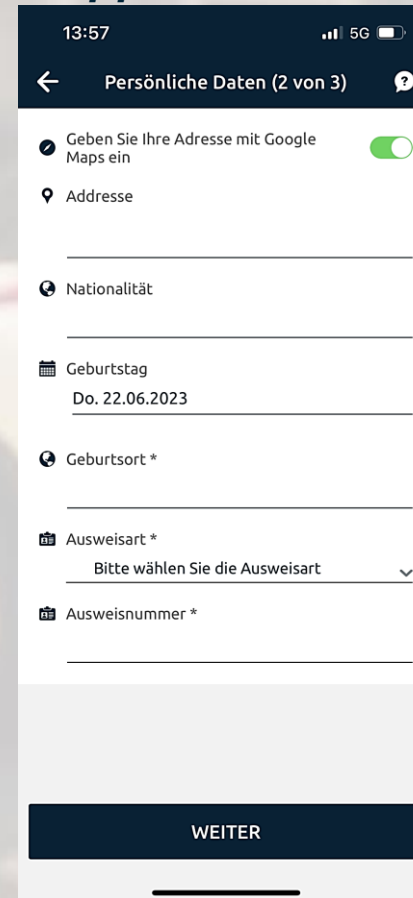 13:57
5G
Persönliche Daten (2 von 3)
?
Geben Sie Ihre Adresse mit Google
Maps ein
Addresse
Nationalität
Geburtstag
Do. 22.06.2023
Geburtsort *
Ausweisart *
Bitte wählen Sie die Ausweisart
Ausweisnummer *
WEITER